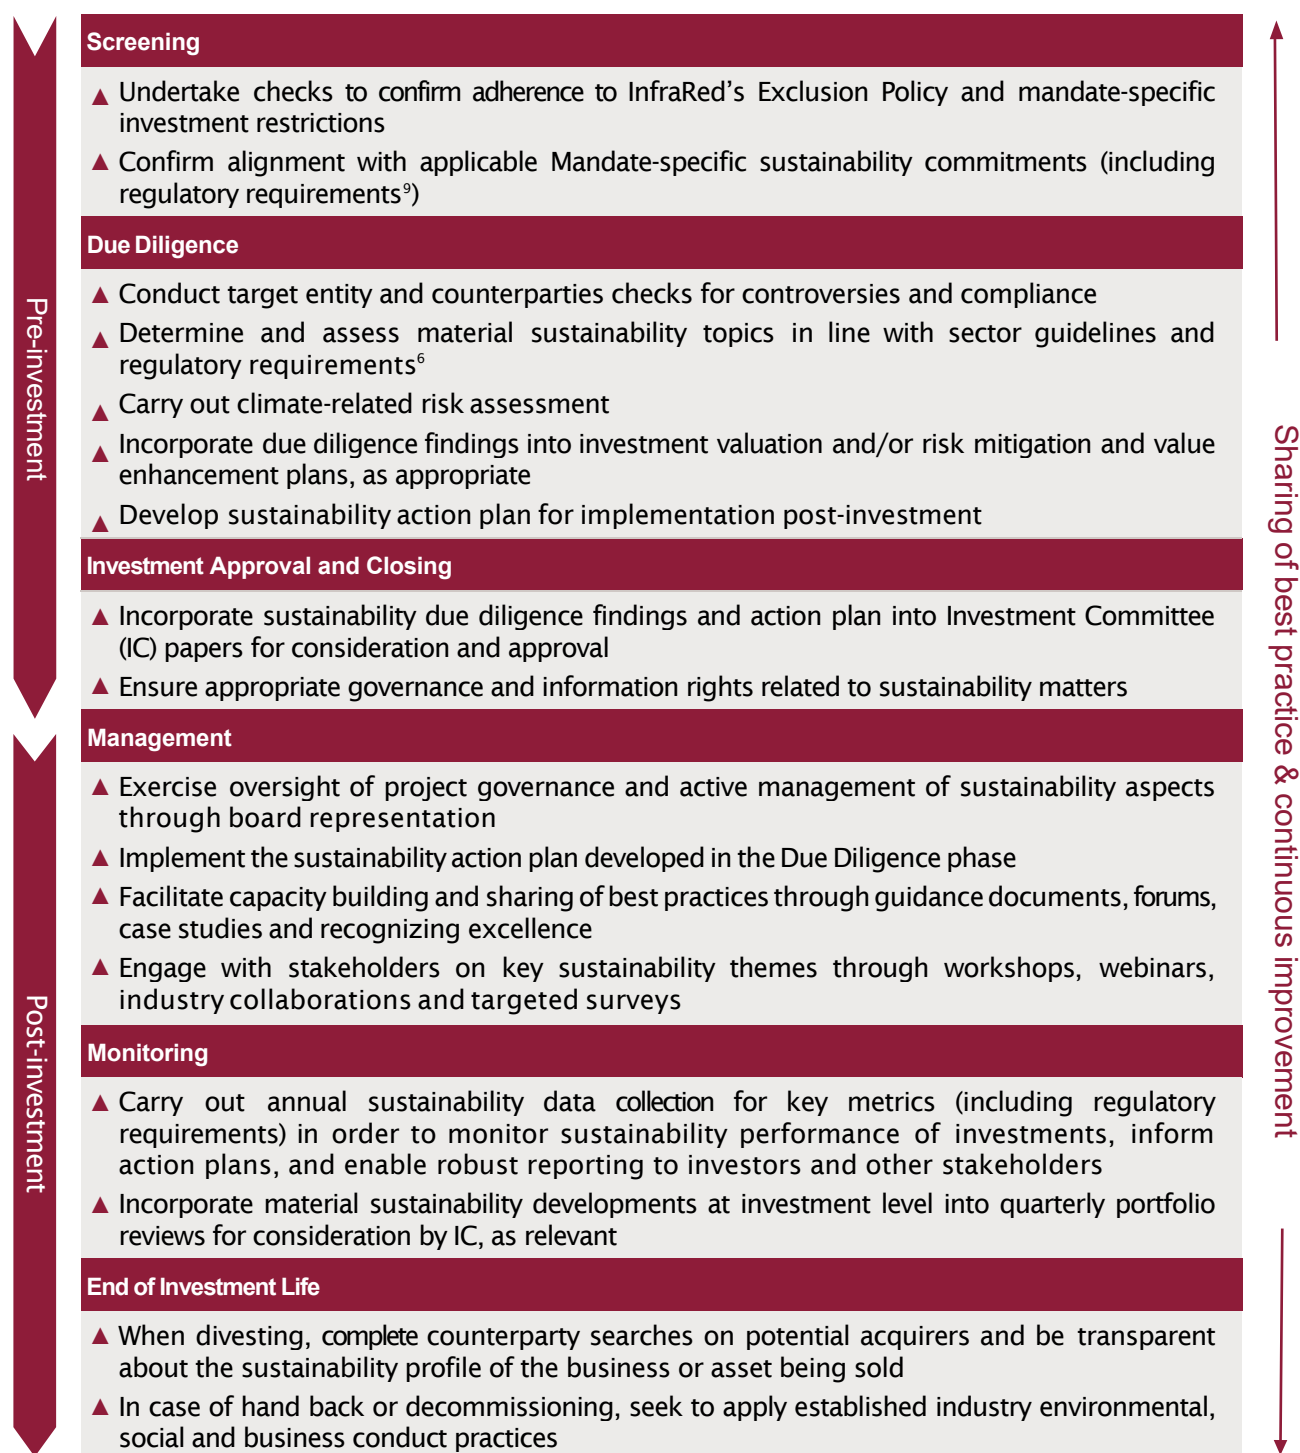 Screening
Undertake checks to confirm adherence to InfraRed's Exclusion Policy and mandate-specific
investment restrictions
Confirm alignment with applicable Mandate-specific sustainability commitments (including
regulatory requirements⁹)
Due Diligence
Conduct target entity and counterparties checks for controversies and compliance
Determine and assess material sustainability topics in line with sector guidelines and
regulatory requirements⁶
Carry out climate-related risk assessment
Incorporate due diligence findings into investment valuation and/or risk mitigation and value
enhancement plans, as appropriate
Develop sustainability action plan for implementation post-investment
Investment Approval and Closing
Incorporate sustainability due diligence findings and action plan into Investment Committee
(IC) papers for consideration and approval
Ensure appropriate governance and information rights related to sustainability matters
Pre-investment
Management
Exercise oversight of project governance and active management of sustainability aspects
through board representation
Implement the sustainability action plan developed in the Due Diligence phase
Facilitate capacity building and sharing of best practices through guidance documents, forums,
case studies and recognizing excellence
Engage with stakeholders on key sustainability themes through workshops, webinars,
industry collaborations and targeted surveys
Monitoring
Carry out annual sustainability data collection for key metrics (including regulatory
requirements) in order to monitor sustainability performance of investments, inform
action plans, and enable robust reporting to investors and other stakeholders
Incorporate material sustainability developments at investment level into quarterly portfolio
reviews for consideration by IC, as relevant
End of Investment Life
When divesting, complete counterparty searches on potential acquirers and be transparent
about the sustainability profile of the business or asset being sold
In case of hand back or decommissioning, seek to apply established industry environmental,
social and business conduct practices
Post-investment
Sharing of best practice & continuous improvement